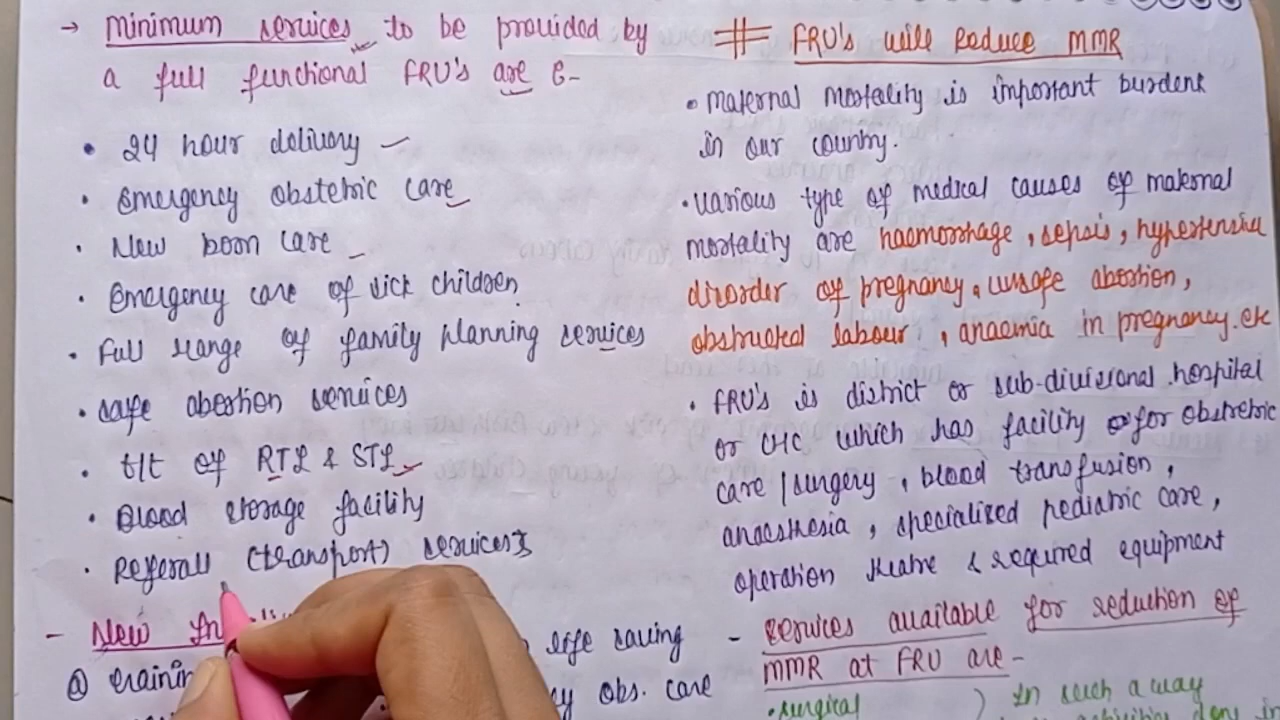 → Minimum services to be provided by
a full functional FRU's are :-
• 24 hour delivery
• Emergency obstetric care
• New born care
• Emergency care of sick children
• Full range of family planning services
• safe abortion services
• t/t of RTI & STI
• Blood storage facility
• Referall (transport) services
- New In
@ trainin
life saving
obs. care
# FRU's will Reduce MMR
• Maternal mortality is important burdent
in our country.
• Various type of medical causes of maternal
mortality are haemorrhage, sepsis, hypertensive
disorder of pregnancy, unsafe abortion,
obstructed labour, anaemia in pregnancy.etc
• FRU's is district or sub-divisional hospital
or CHC which has facility for obstetric
care / surgery, blood transfusion,
anaesthesia, specialized pediatric care,
operation theatre & required equipment
- Services available for reduction of
MMR at FRU are -
• surgical ) In such a way